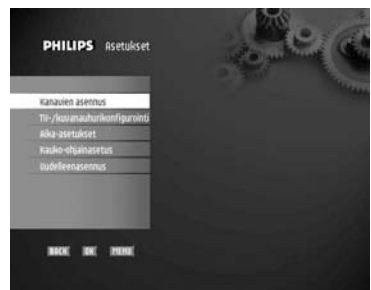 PHILIPS Asetukset
Kanavien asennus
TV-/kuvanauhurikonfigurointi
Aika-asetukset
Kauko-ohjainasetus
Uudelleenasennus
BACK OK MENU